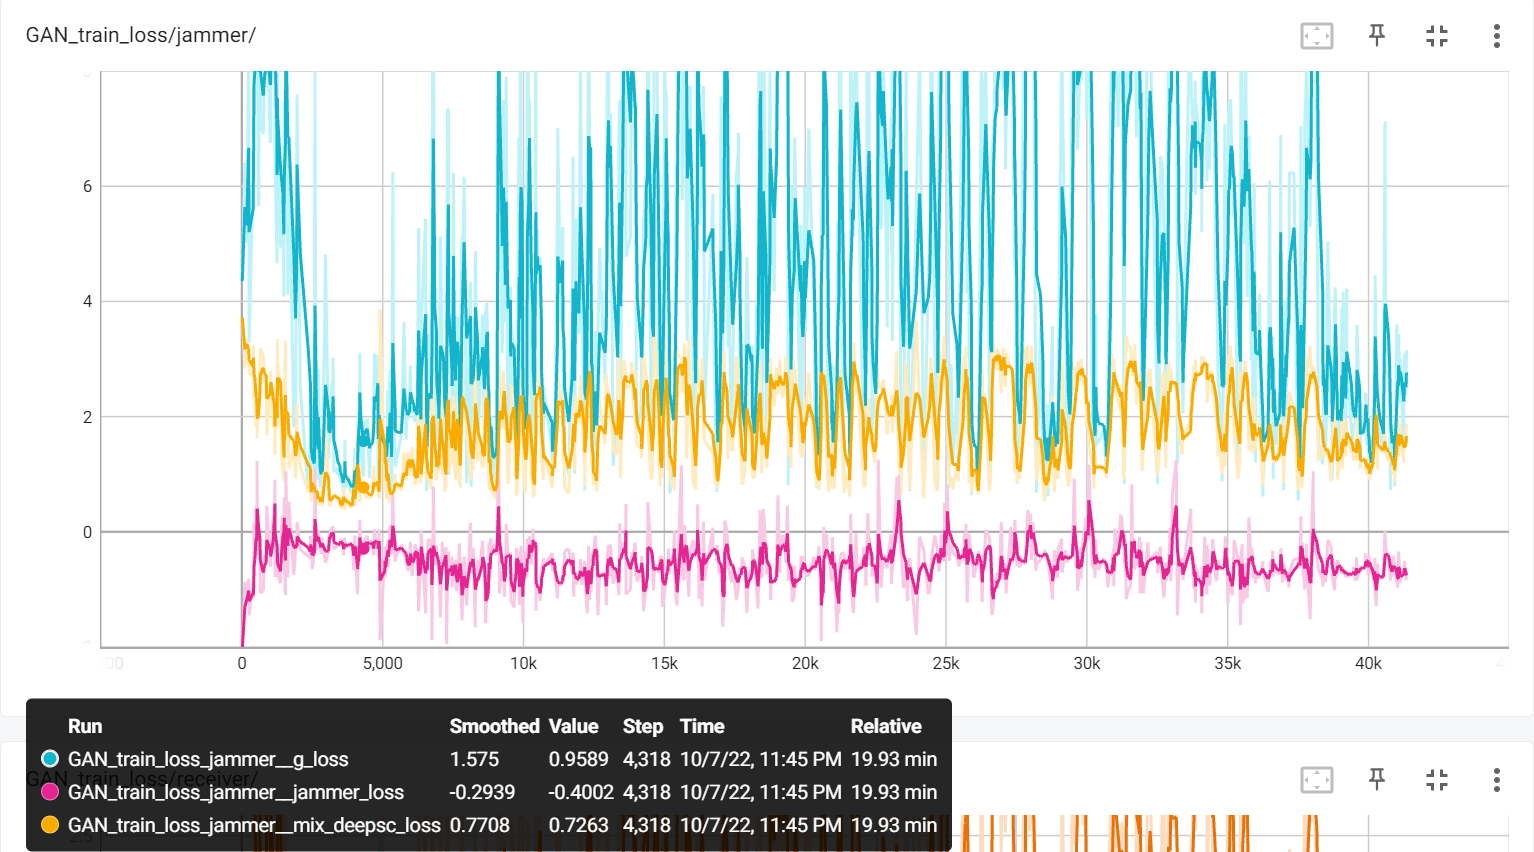 GAN_train_loss/jammer/
6
4
2
0
0 5,000 10k 15k 20k 25k 30k 35k 40k
Run Smoothed Value Step Time Relative
GAN_train_loss_jammer__g_loss 1.575 0.9589 4,318 10/7/22, 11:45 PM 19.93 min
GAN_train_loss/receiver/
GAN_train_loss_jammer__jammer_loss -0.2939 -0.4002 4,318 10/7/22, 11:45 PM 19.93 min
GAN_train_loss_jammer__mix_deepsc_loss 0.7708 0.7263 4,318 10/7/22, 11:45 PM 19.93 min